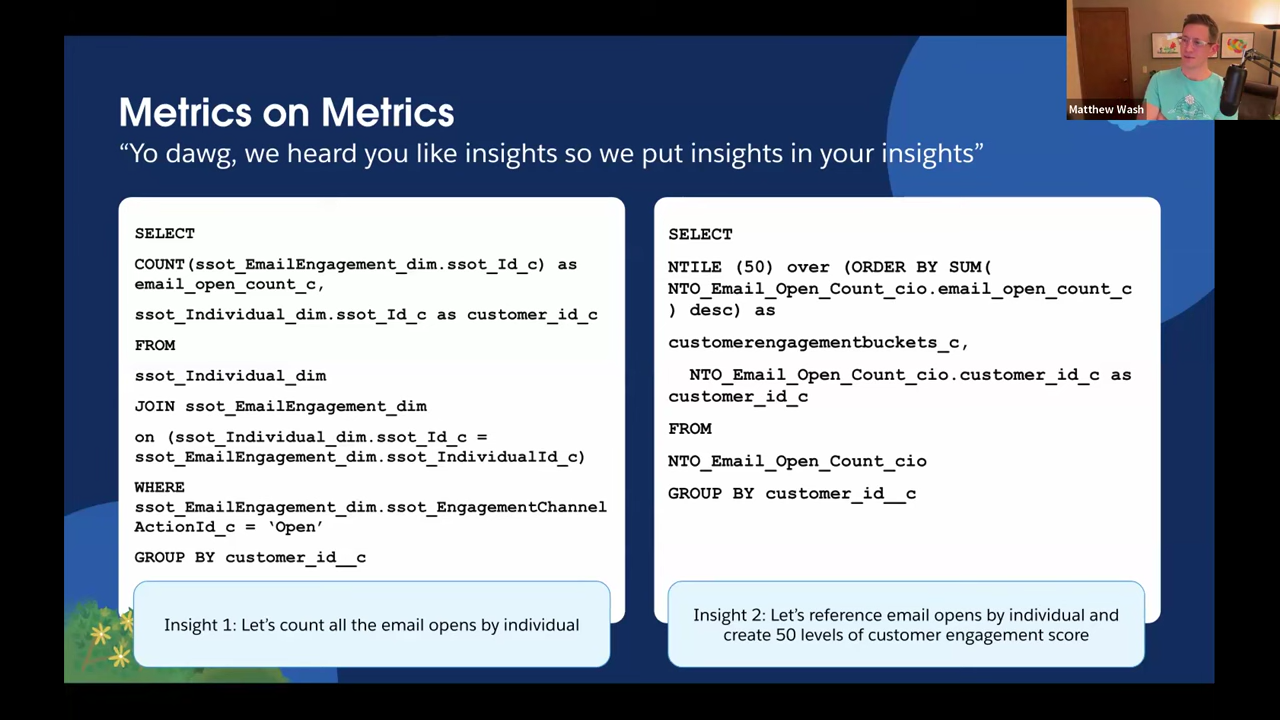 Matthew Wash
Metrics on Metrics
“Yo dawg, we heard you like insights so we put insights in your insights”
SELECT
COUNT(ssot_EmailEngagement_dim.ssot_Id_c) as
email_open_count_c,
ssot_Individual_dim.ssot_Id_c as customer_id_c
FROM
ssot_Individual_dim
JOIN ssot_EmailEngagement_dim
on (ssot_Individual_dim.ssot_Id_c =
ssot_EmailEngagement_dim.ssot_IndividualId_c)
WHERE
ssot_EmailEngagement_dim.ssot_EngagementChannel
ActionId_c = ‘Open’
GROUP BY customer_id__c
Insight 1: Let’s count all the email opens by individual
SELECT
NTILE (50) over (ORDER BY SUM(
NTO_Email_Open_Count_cio.email_open_count_c
) desc) as
customerengagementbuckets_c,
NTO_Email_Open_Count_cio.customer_id_c as
customer_id_c
FROM
NTO_Email_Open_Count_cio
GROUP BY customer_id__c
Insight 2: Let’s reference email opens by individual and
create 50 levels of customer engagement score